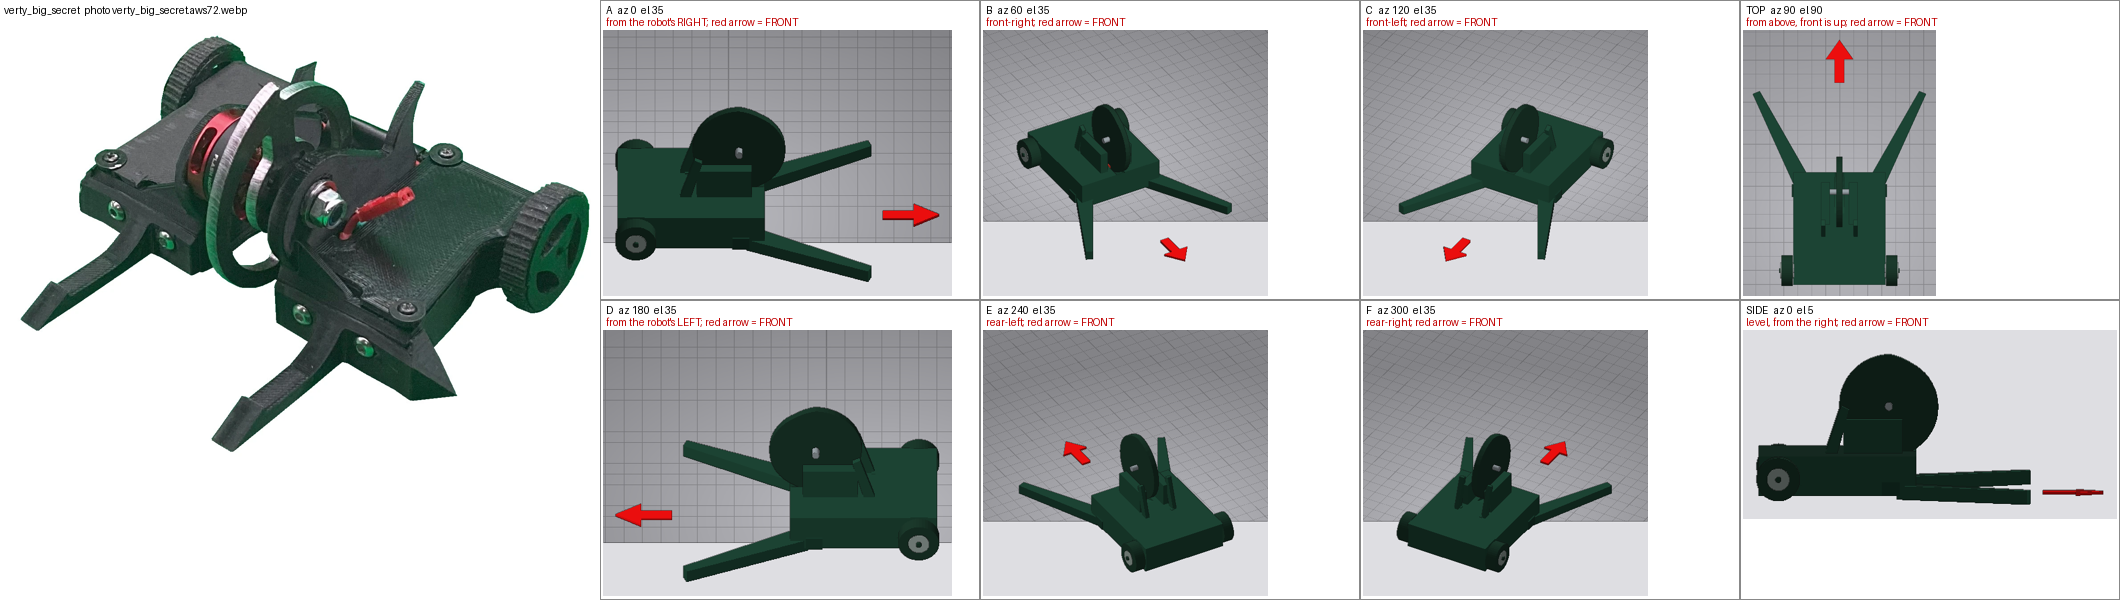 verty_big_secret photo verty_big_secret.aws72.webp
A az 0 el 35
from the robot's RIGHT; red arrow = FRONT
B az 60 el 35
front-right; red arrow = FRONT
C az 120 el 35
front-left; red arrow = FRONT
TOP az 90 el 90
from above, front is up; red arrow = FRONT
D az 180 el 35
from the robot's LEFT; red arrow = FRONT
E az 240 el 35
rear-left; red arrow = FRONT
F az 300 el 35
rear-right; red arrow = FRONT
SIDE az 0 el 5
level, from the right; red arrow = FRONT